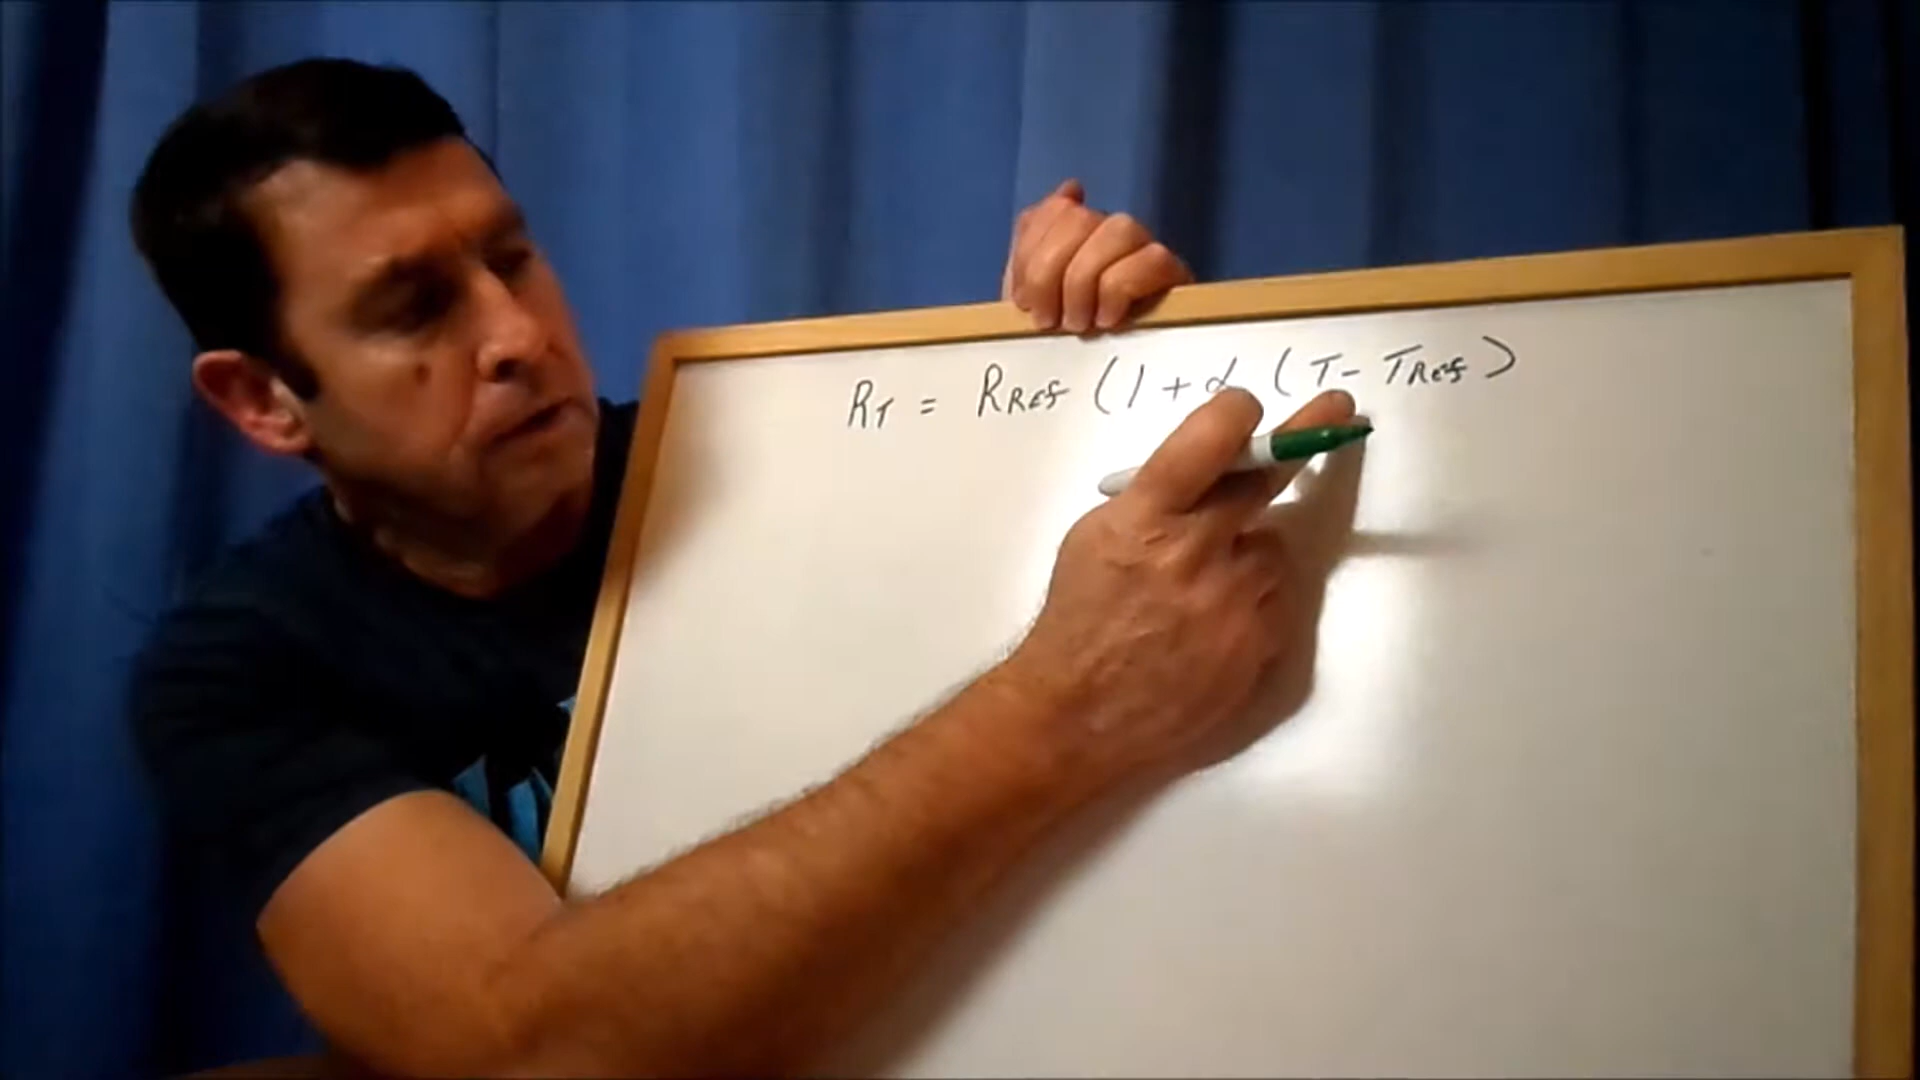 RT = RRef (1 + α (T - TRef)